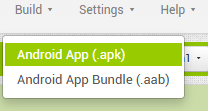 Build Settings Help
Android App (.apk)
Android App Bundle (.aab)